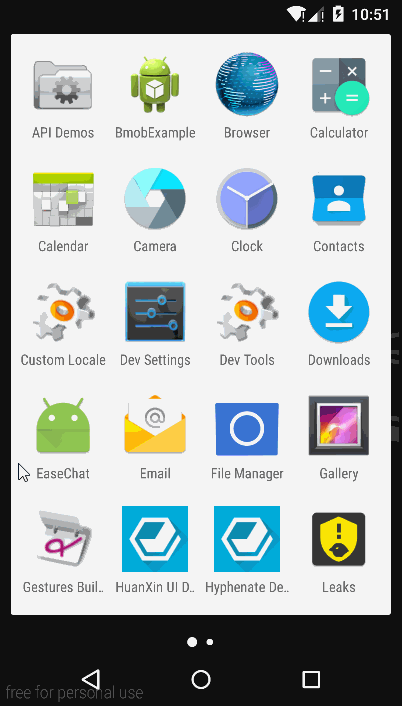 10:51
API Demos
BmobExample
Browser
Calculator
Calendar
Camera
Clock
Contacts
Custom Locale
Dev Settings
Dev Tools
Downloads
EaseChat
Email
File Manager
Gallery
Gestures Buil..
HuanXin UI D..
Hyphenate De..
Leaks
free for personal use